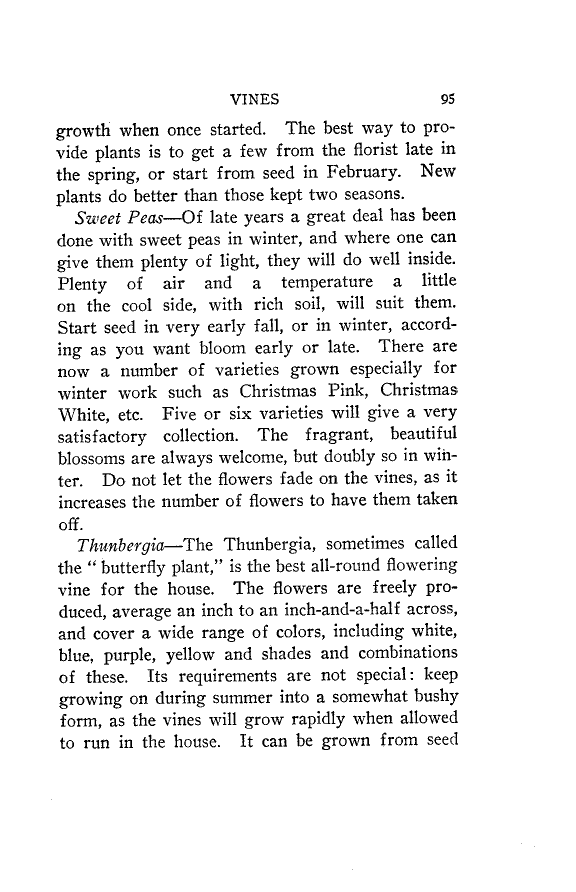 VINES 95
growth when once started. The best way to pro-
vide plants is to get a few from the florist late in
the spring, or start from seed in February. New
plants do better than those kept two seasons.
Sweet Peas—Of late years a great deal has been
done with sweet peas in winter, and where one can
give them plenty of light, they will do well inside.
Plenty of air and a temperature a little
on the cool side, with rich soil, will suit them.
Start seed in very early fall, or in winter, accord-
ing as you want bloom early or late. There are
now a number of varieties grown especially for
winter work such as Christmas Pink, Christmas
White, etc. Five or six varieties will give a very
satisfactory collection. The fragrant, beautiful
blossoms are always welcome, but doubly so in win-
ter. Do not let the flowers fade on the vines, as it
increases the number of flowers to have them taken
off.
Thunbergia—The Thunbergia, sometimes called
the " butterfly plant," is the best all-round flowering
vine for the house. The flowers are freely pro-
duced, average an inch to an inch-and-a-half across,
and cover a wide range of colors, including white,
blue, purple, yellow and shades and combinations
of these. Its requirements are not special: keep
growing on during summer into a somewhat bushy
form, as the vines will grow rapidly when allowed
to run in the house. It can be grown from seed